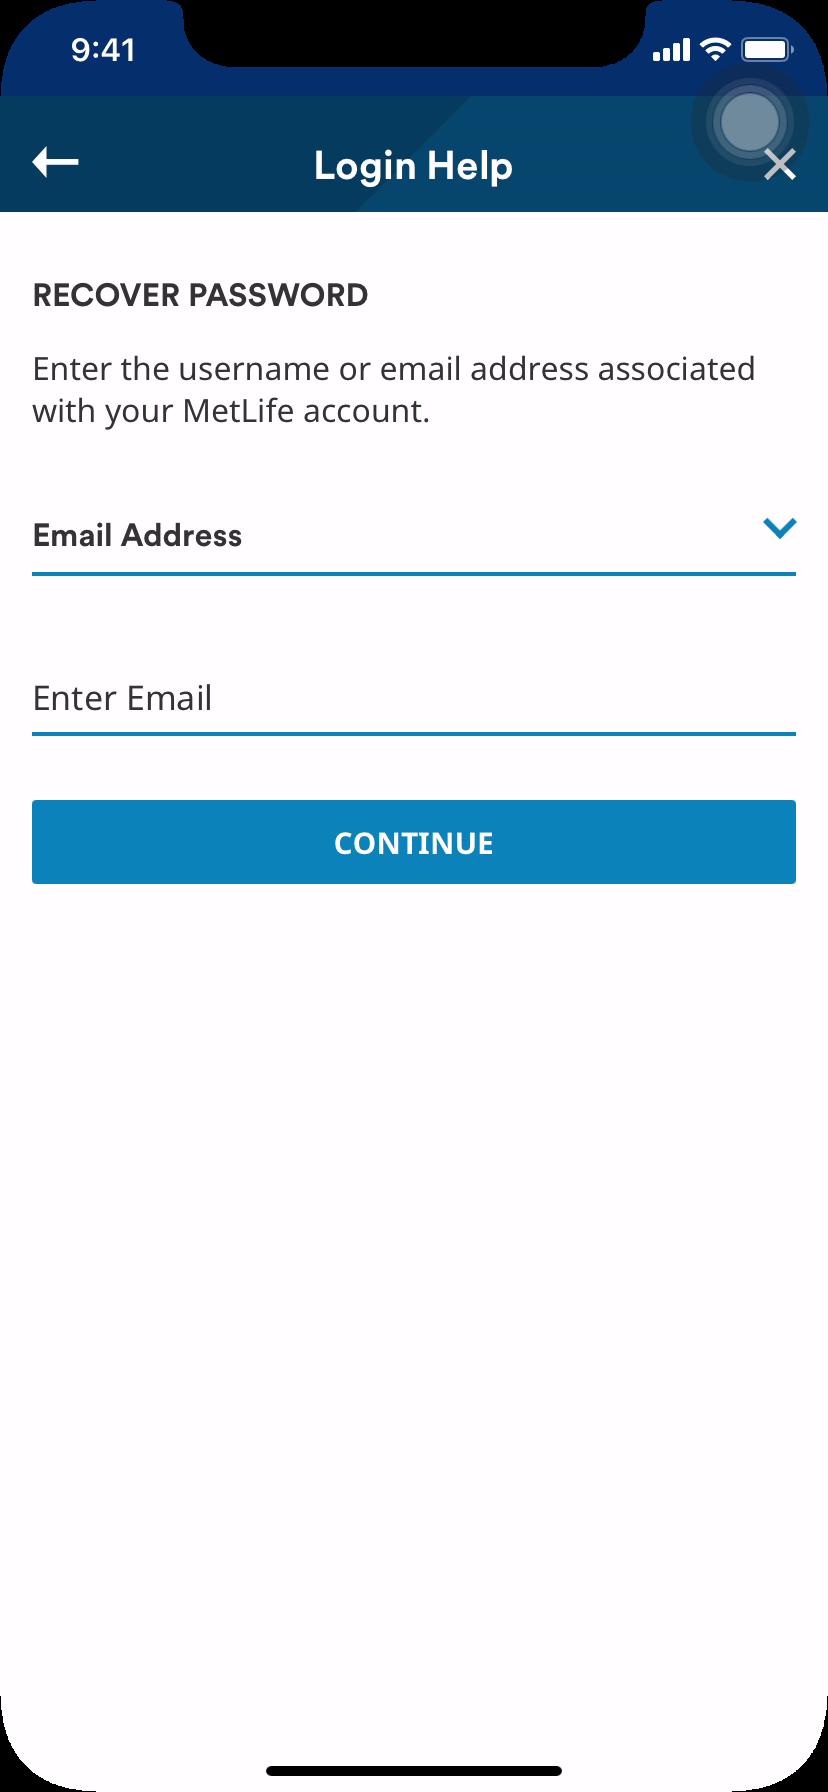 9:41
Login Help
RECOVER PASSWORD
Enter the username or email address associated
with your MetLife account.
Email Address
Enter Email
CONTINUE